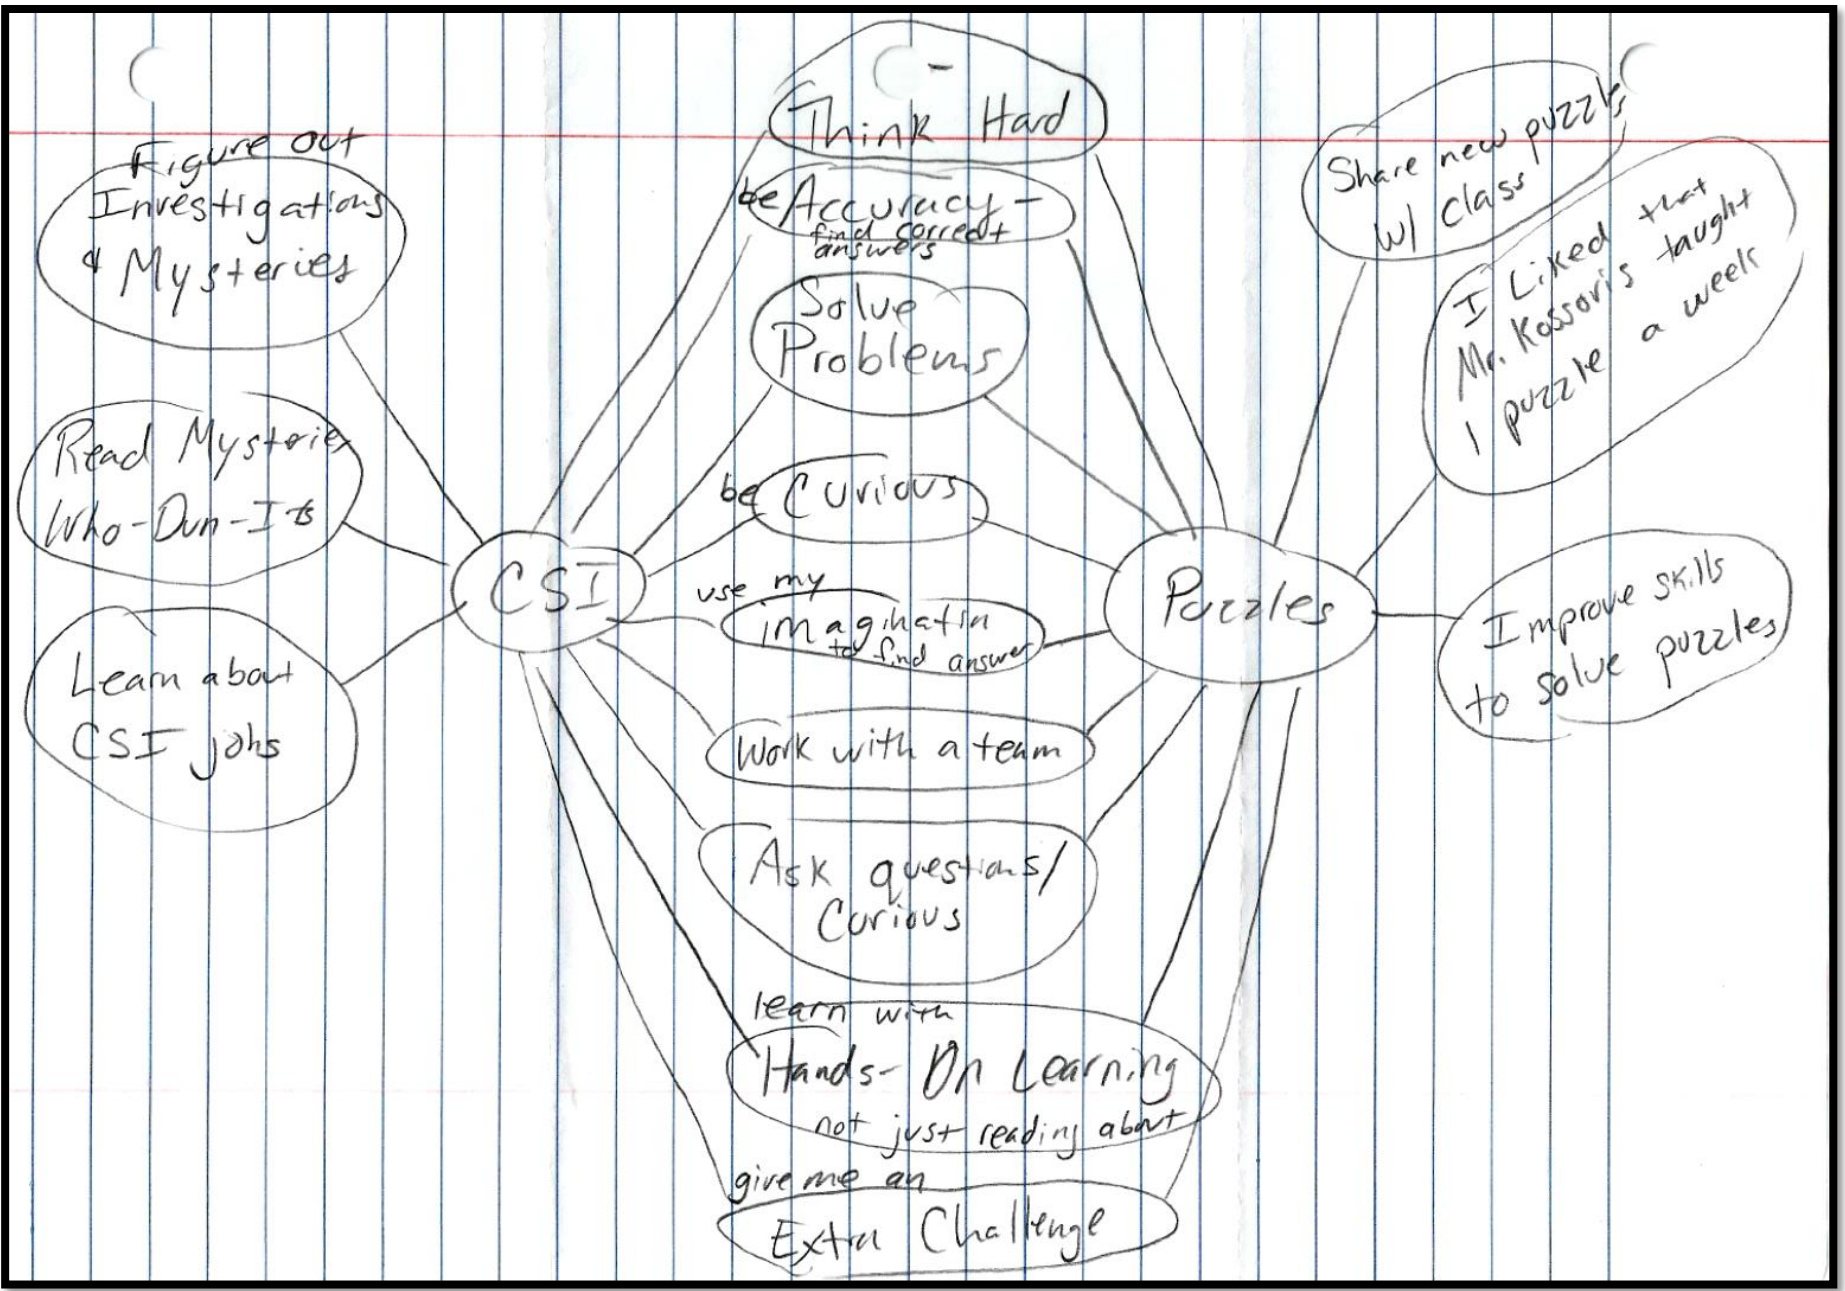 Figure out
Investigations
& Mysteries
Read Mysteries
Who-Dun-Its
Learn about
CSI jobs
CSI
Think Hard
be Accuracy -
find correct
answers
Solve
Problems
be Curious
use my
imaginatin
to find answer
Work with a team
Ask questions/
Curious
learn with
Hands-On Learning
not just reading about
give me an
Extra Challenge
Puzzles
Share new puzzles
w/ class
I Liked that
Mr. Kossoris taught
1 puzzle a week
Improve skills
to solve puzzles